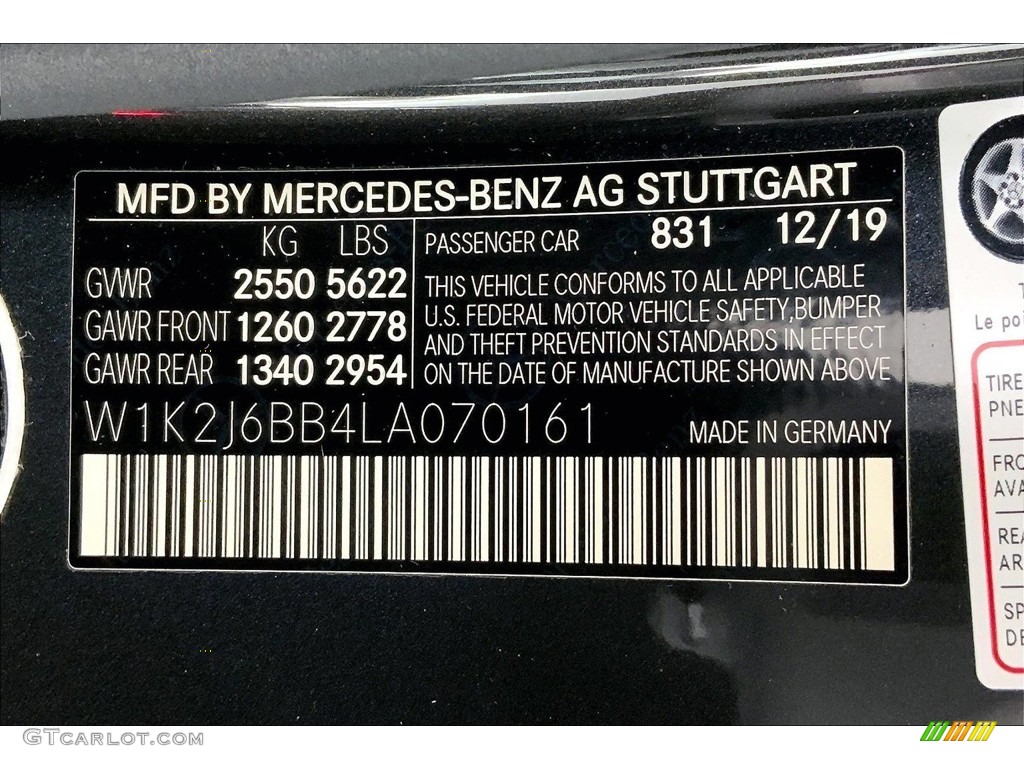 MFD BY MERCEDES-BENZ AG STUTTGART
KG LBS
GVWR 2550 5622
GAWR FRONT 1260 2778
GAWR REAR 1340 2954
PASSENGER CAR 831 12/19
THIS VEHICLE CONFORMS TO ALL APPLICABLE
U.S. FEDERAL MOTOR VEHICLE SAFETY,BUMPER
AND THEFT PREVENTION STANDARDS IN EFFECT
ON THE DATE OF MANUFACTURE SHOWN ABOVE
W1K2J6BB4LA070161
MADE IN GERMANY
Le poi
TIRE
PNE
FRO
AVA
REA
AR
SP
DE
GTCARLOT.COM